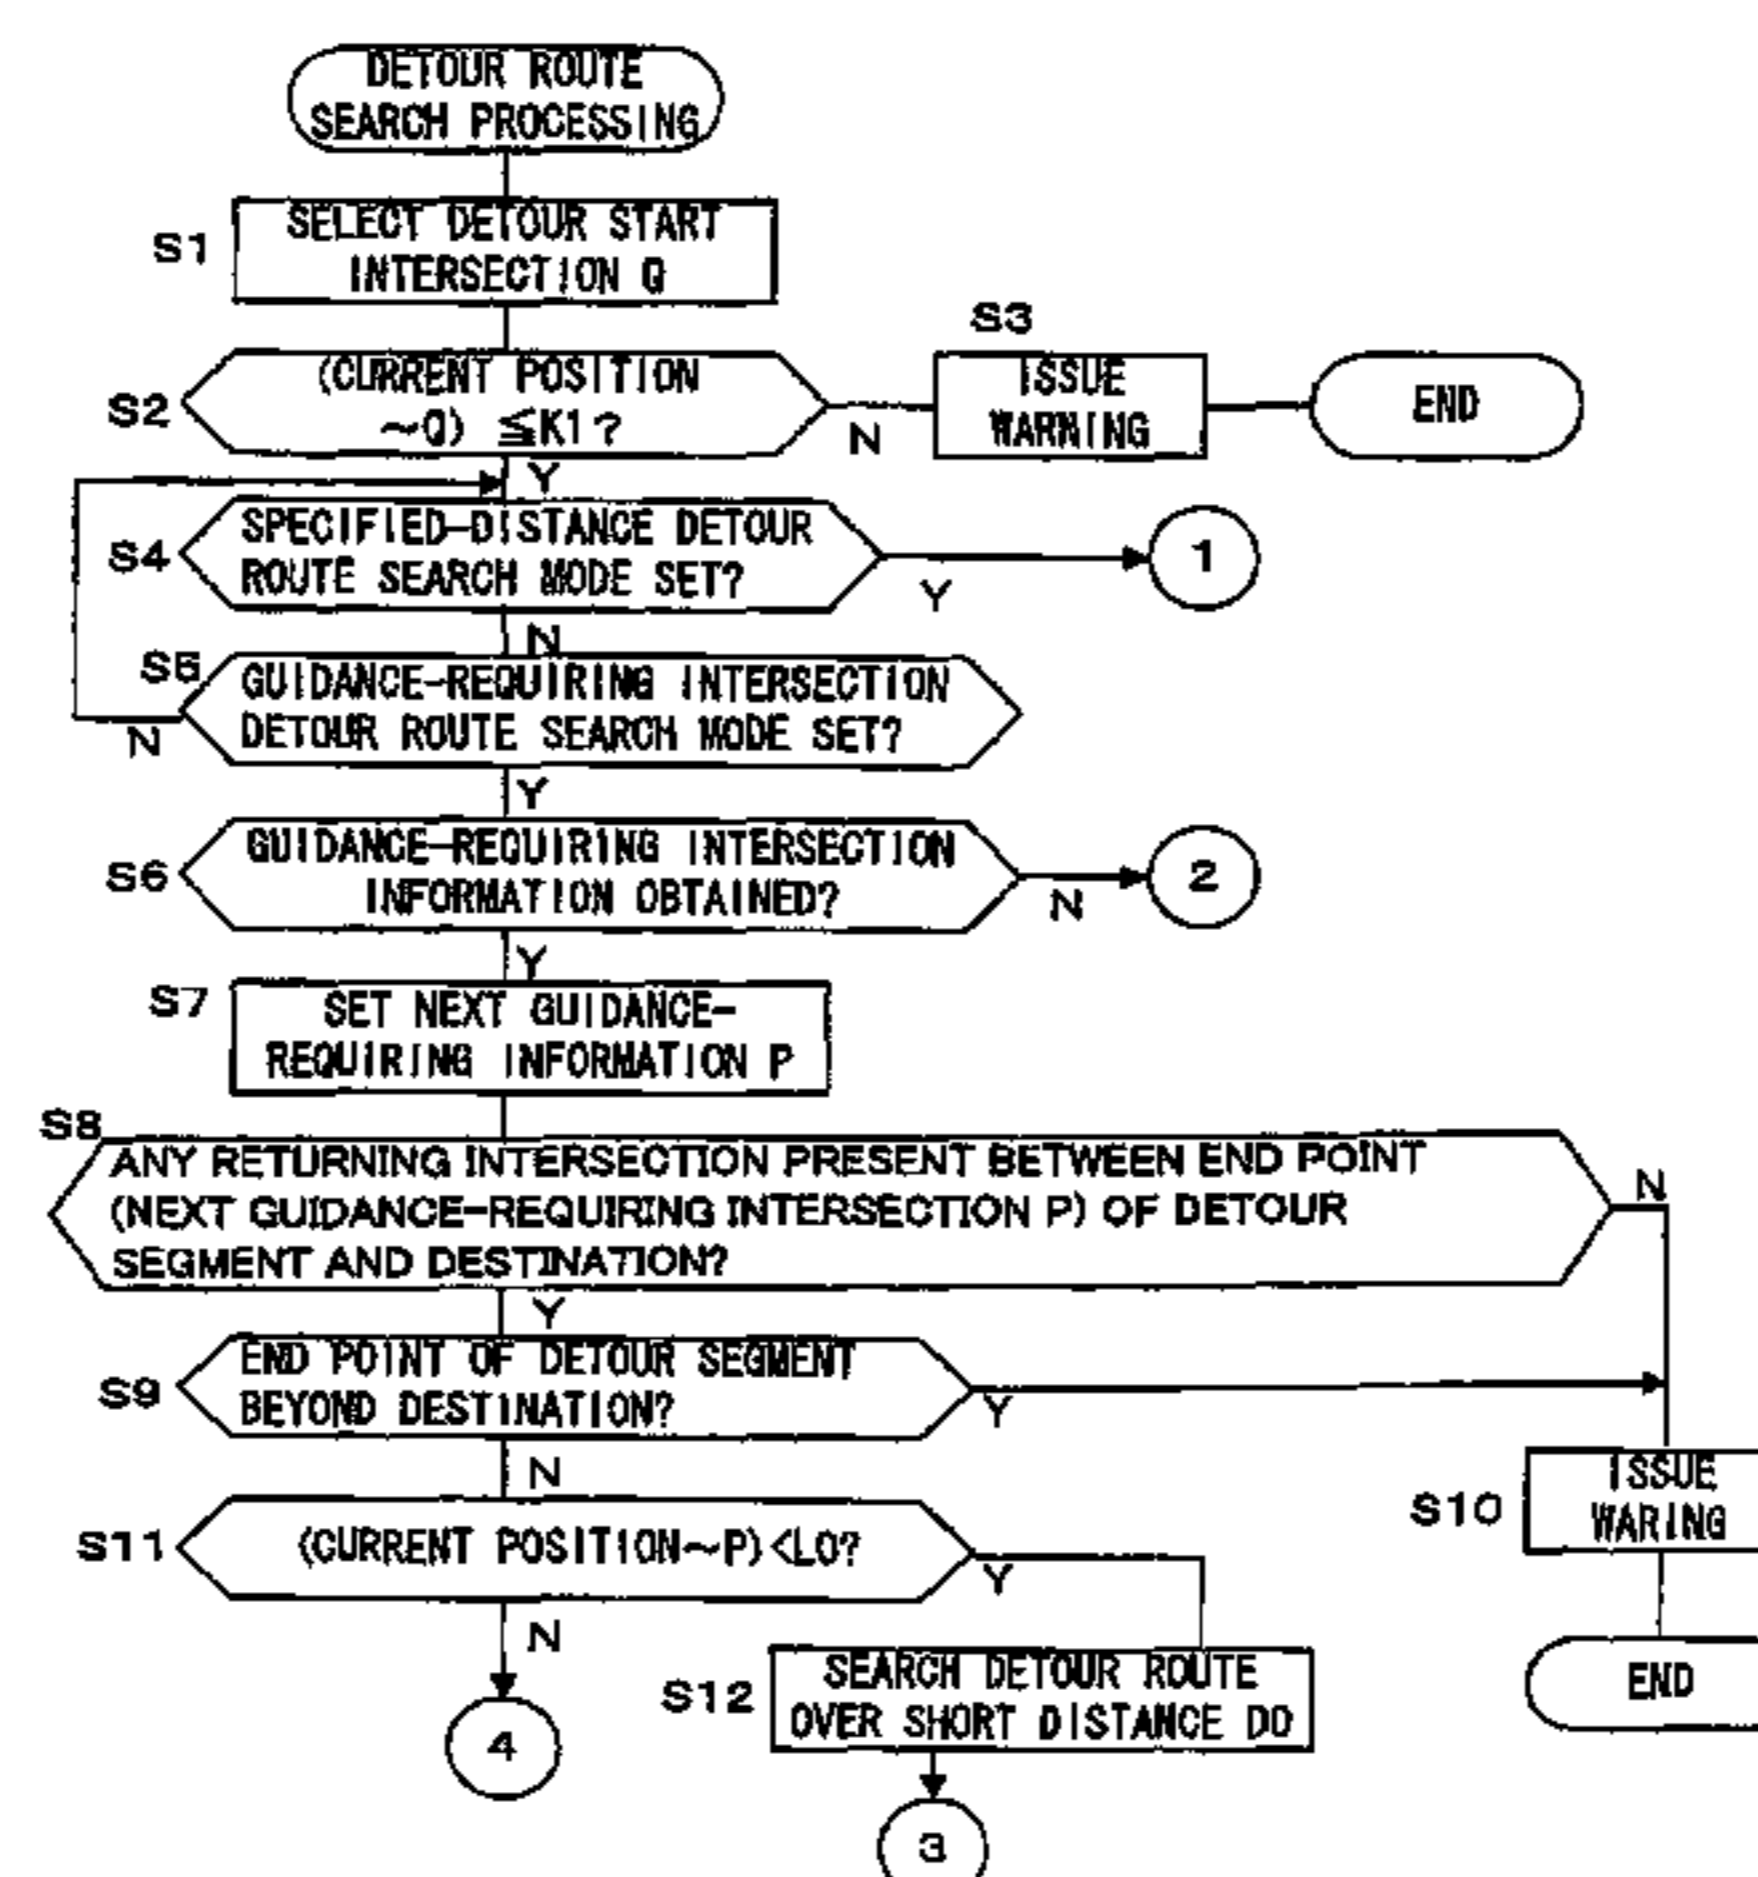 DETOUR ROUTE
SEARCH PROCESSING
S1
SELECT DETOUR START
INTERSECTION Q
S2
(CURRENT POSITION
~Q) ≦K1?
N
S3
ISSUE
WARNING
END
Y
S4
SPECIFIED-DISTANCE DETOUR
ROUTE SEARCH MODE SET?
Y
1
N
S5
GUIDANCE-REQUIRING INTERSECTION
DETOUR ROUTE SEARCH MODE SET?
N
Y
S6
GUIDANCE-REQUIRING INTERSECTION
INFORMATION OBTAINED?
N
2
Y
S7
SET NEXT GUIDANCE-
REQUIRING INFORMATION P
S8
ANY RETURNING INTERSECTION PRESENT BETWEEN END POINT
(NEXT GUIDANCE-REQUIRING INTERSECTION P) OF DETOUR
SEGMENT AND DESTINATION?
N
Y
S9
END POINT OF DETOUR SEGMENT
BEYOND DESTINATION?
Y
N
S10
ISSUE
WARING
END
S11
(CURRENT POSITION~P)<L0?
Y
N
4
S12
SEARCH DETOUR ROUTE
OVER SHORT DISTANCE D0
3